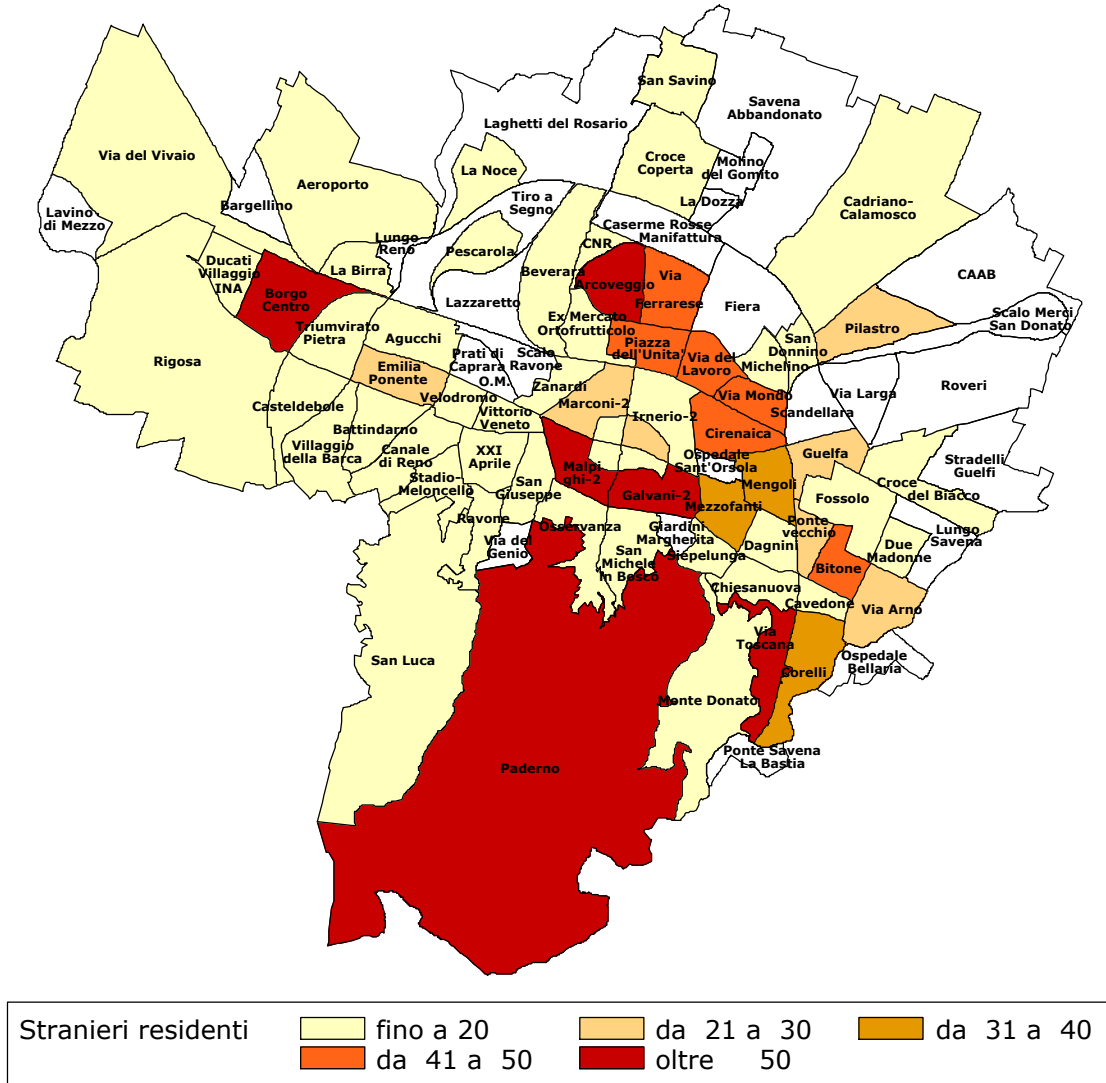 San Savino
Savena
Abbandonato
Laghetti del Rosario
Via del Vivaio
Croce
Coperta
Molino
del Gomito
La Noce
Aeroporto
Tiro a
Segno
La Dozza
Cadriano-
Calamosco
Lavino
di Mezzo
Bargellino
Caserme Rosse
Manifattura
Lungo
Reno
Pescarola
CNR
Ducati
Villaggio
INA
La Birra
Beverara
Via
Ferrarese
CAAB
Borgo
Centro
Lazzaretto
Arcoveggio
Fiera
Scalo Merci
San Donato
Triumvirato
Pietra
Ex Mercato
Ortofrutticolo
Pilastro
Rigosa
Agucchi
Piazza
dell'Unita'
San
Donnino
Michelino
Emilia
Ponente
Prati di
Caprara
O.M.
Scalo
Ravone
Via del
Lavoro
Via Larga
Roveri
Casteldebole
Velodromo
Zanardi
Marconi-2
Via Mondo
Scandellara
Battindarno
Vittorio
Veneto
Irnerio-2
Cirenaica
Villaggio
della Barca
Canale
di Reno
XXI
Aprile
Malpi
ghi-2
Ospedale
Sant'Orsola
Guelfa
Stradelli
Guelfi
Stadio-
Meloncello
San
Giuseppe
Galvani-2
Mengoli
Croce
del Biacco
Mezzofanti
Fossolo
Ravone
Osservanza
Giardini
Margherita
Ponte
vecchio
Lungo
Savena
Via del
Genio
San
Michele
in Bosco
Siepelunga
Dagnini
Due
Madonne
Bitone
Chiesanuova
Cavedone
Via Arno
Via
Toscana
San Luca
Ospedale
Bellaria
Corelli
Monte Donato
Ponte Savena
La Bastia
Paderno
Stranieri residenti
fino a 20
da 21 a 30
da 31 a 40
da 41 a 50
oltre 50